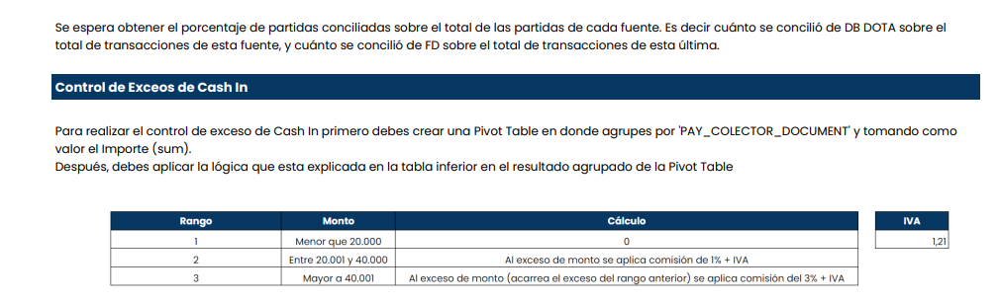 Se espera obtener el porcentaje de partidas conciliadas sobre el total de las partidas de cada fuente. Es decir cuánto se concilió de DB DOTA sobre el
total de transacciones de esta fuente, y cuánto se concilió de FD sobre el total de transacciones de esta última.
Control de Exceos de Cash In
Para realizar el control de exceso de Cash In primero debes crear una Pivot Table en donde agrupes por 'PAY_COLECTOR_DOCUMENT' y tomando como
valor el Importe (sum).
Después, debes aplicar la lógica que esta explicada en la tabla inferior en el resultado agrupado de la Pivot Table
Rango Monto Cálculo IVA
1 Menor que 20.000 0 1,21
2 Entre 20.001 y 40.000 Al exceso de monto se aplica comisión de 1% + IVA
3 Mayor a 40.001 Al exceso de monto (acarrea el exceso del rango anterior) se aplica comisión del 3% + IVA